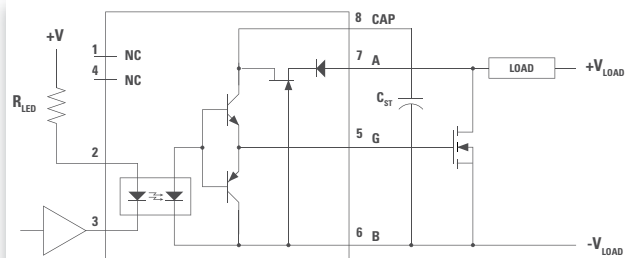 8 CAP
+V
1 NC
7 A
LOAD
+V_LOAD
4 NC
R_LED
C_ST
5 G
2
3
6 B
-V_LOAD